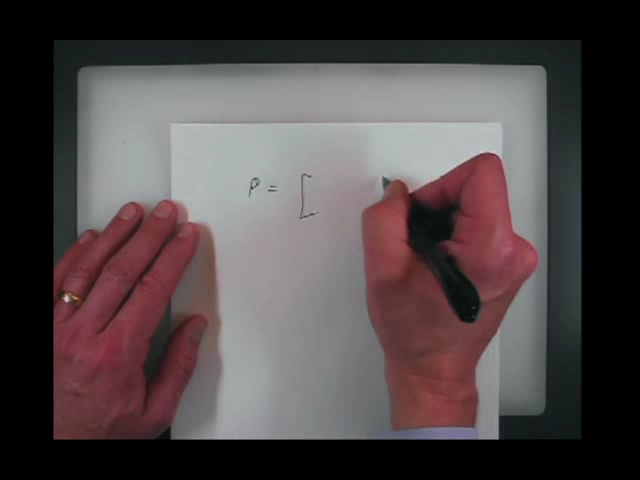 P = [